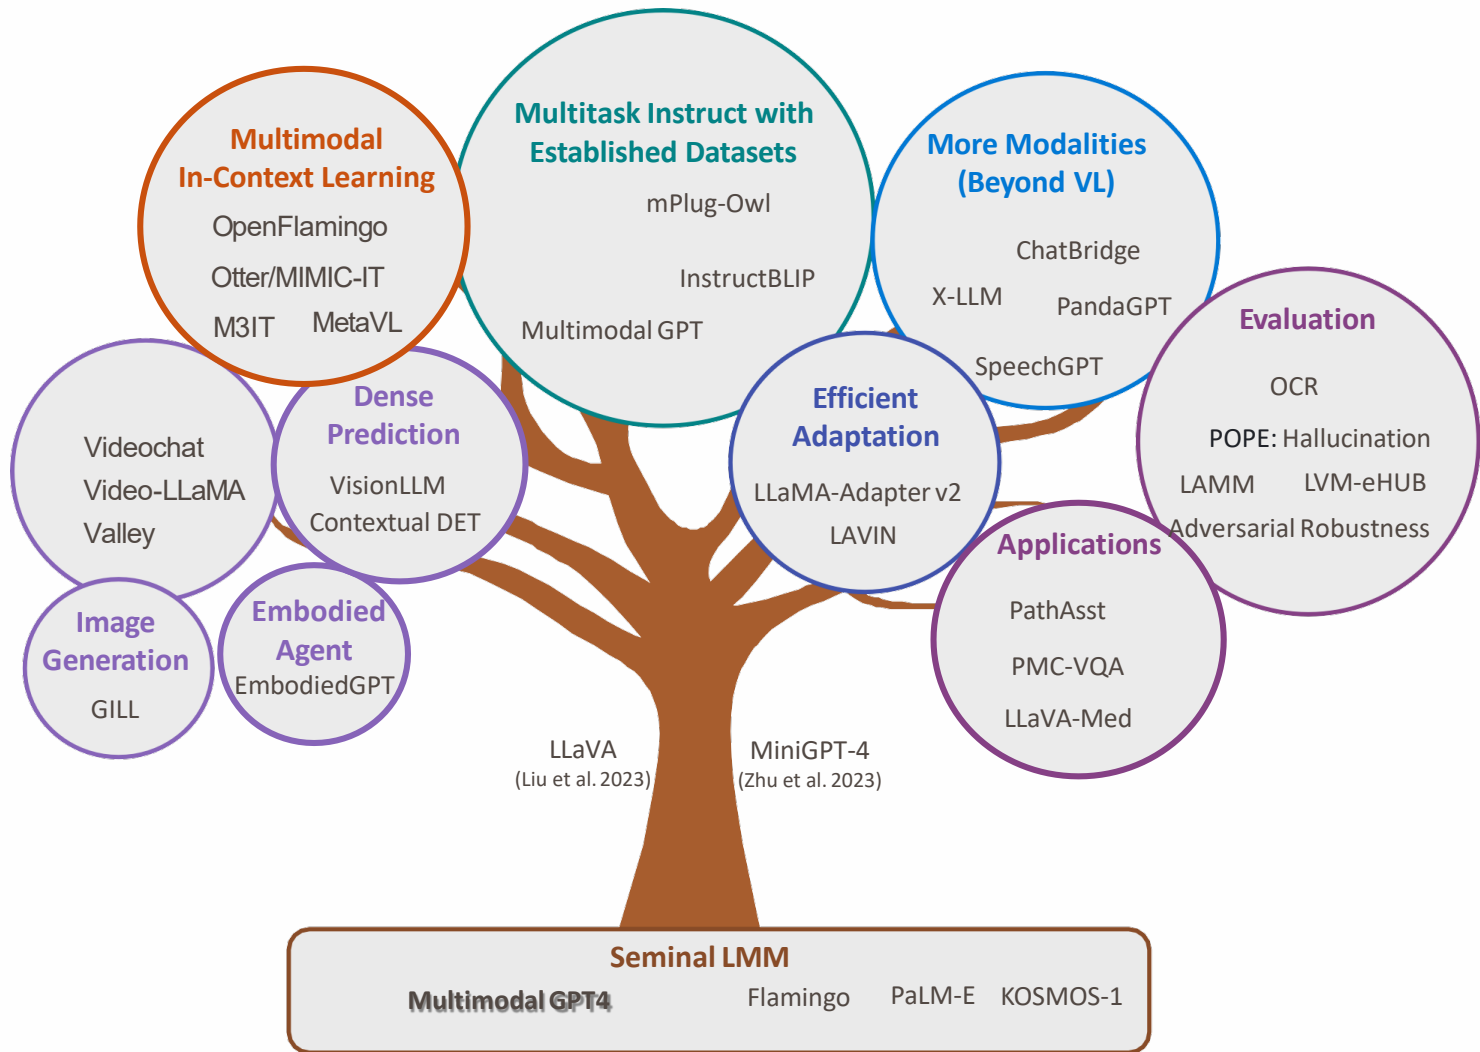 Multimodal
In-Context Learning
OpenFlamingo
Otter/MIMIC-IT
M3IT
MetaVL
Multitask Instruct with
Established Datasets
mPlug-Owl
InstructBLIP
Multimodal GPT
More Modalities
(Beyond VL)
ChatBridge
X-LLM
PandaGPT
SpeechGPT
Evaluation
OCR
POPE: Hallucination
LAMM
LVM-eHUB
Adversarial Robustness
Videochat
Video-LLaMA
Valley
Dense
Prediction
VisionLLM
Contextual DET
Efficient
Adaptation
LLaMA-Adapter v2
LAVIN
Applications
PathAsst
PMC-VQA
LLaVA-Med
Image
Generation
GILL
Embodied
Agent
EmbodiedGPT
LLaVA
(Liu et al. 2023)
MiniGPT-4
(Zhu et al. 2023)
Seminal LMM
Multimodal GPT4
Flamingo
PaLM-E
KOSMOS-1